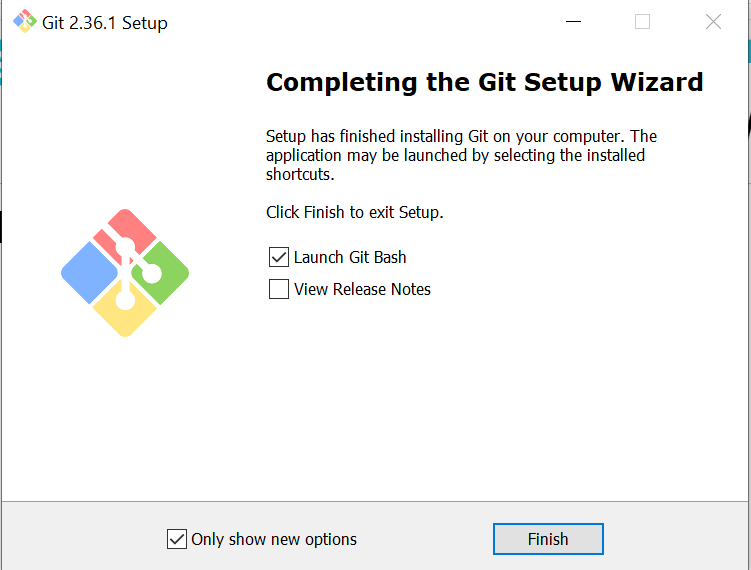 Git 2.36.1 Setup
Completing the Git Setup Wizard
Setup has finished installing Git on your computer. The
application may be launched by selecting the installed
shortcuts.
Click Finish to exit Setup.
Launch Git Bash
View Release Notes
Only show new options
Finish